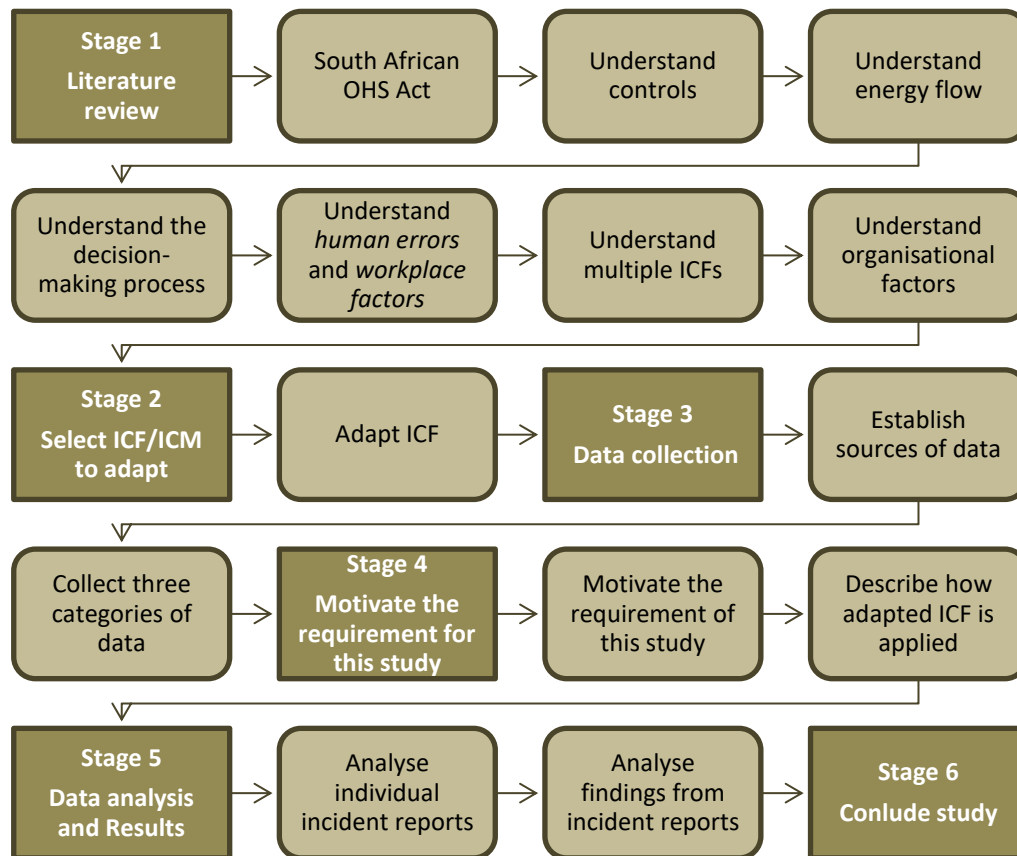 Stage 1
Literature
review
South African
OHS Act
Understand
controls
Understand
energy flow
Understand the
decision-
making process
Understand
human errors
and workplace
factors
Understand
multiple ICFs
Understand
organisational
factors
Stage 2
Select ICF/ICM
to adapt
Adapt ICF
Stage 3
Data collection
Establish
sources of data
Collect three
categories of
data
Stage 4
Motivate the
requirement for
this study
Motivate the
requirement of
this study
Describe how
adapted ICF is
applied
Stage 5
Data analysis
and Results
Analyse
individual
incident reports
Analyse
findings from
incident reports
Stage 6
Conlude study